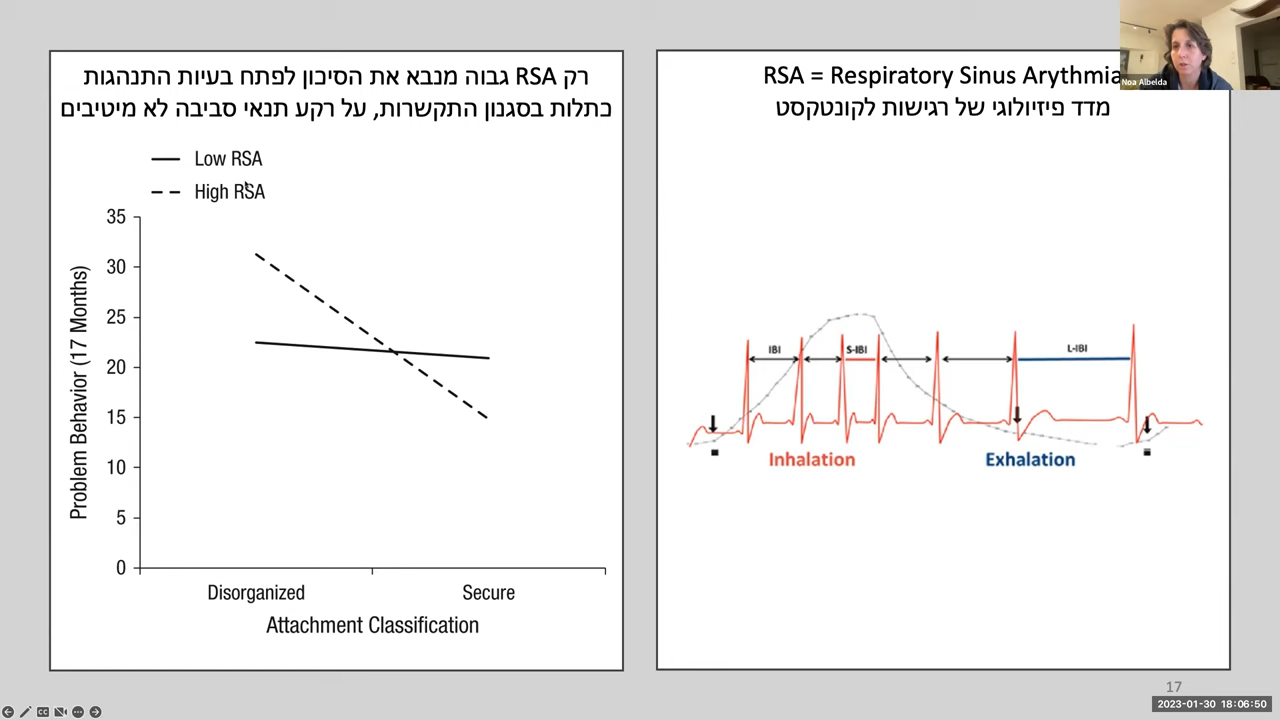 רק RSA גבוה מנבא את הסיכון לפתח בעיות התנהגות
כתלות בסגנון התקשרות, על רקע תנאי סביבה לא מיטיבים
Low RSA
High RSA
35
30
25
20
15
10
5
0
Problem Behavior (17 Months)
Disorganized
Secure
Attachment Classification
RSA = Respiratory Sinus Arythmia
מדד פיזיולוגי של רגישות לקונטקסט
IBI
S-IBI
L-IBI
Inhalation
Exhalation
Noa Albelda
17
2023-01-30 18:06:50